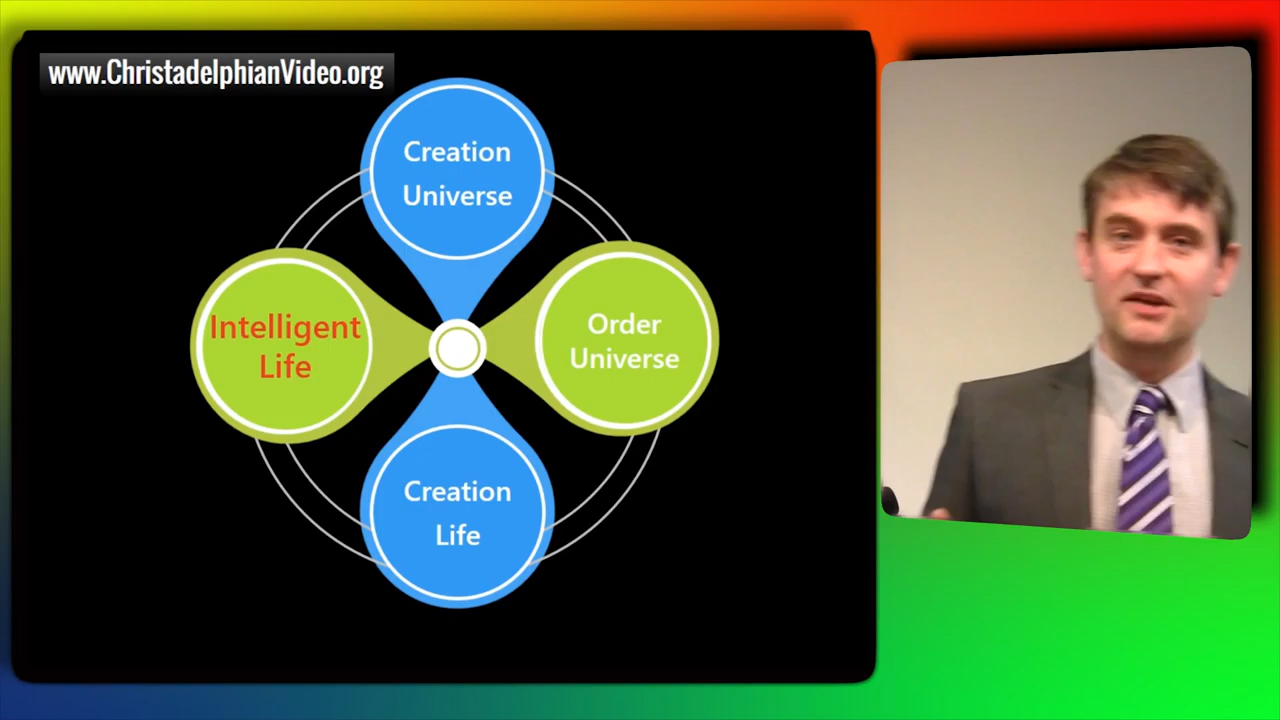 www.ChristadelphianVideo.org
Creation
Universe
Intelligent
Life
Order
Universe
Creation
Life